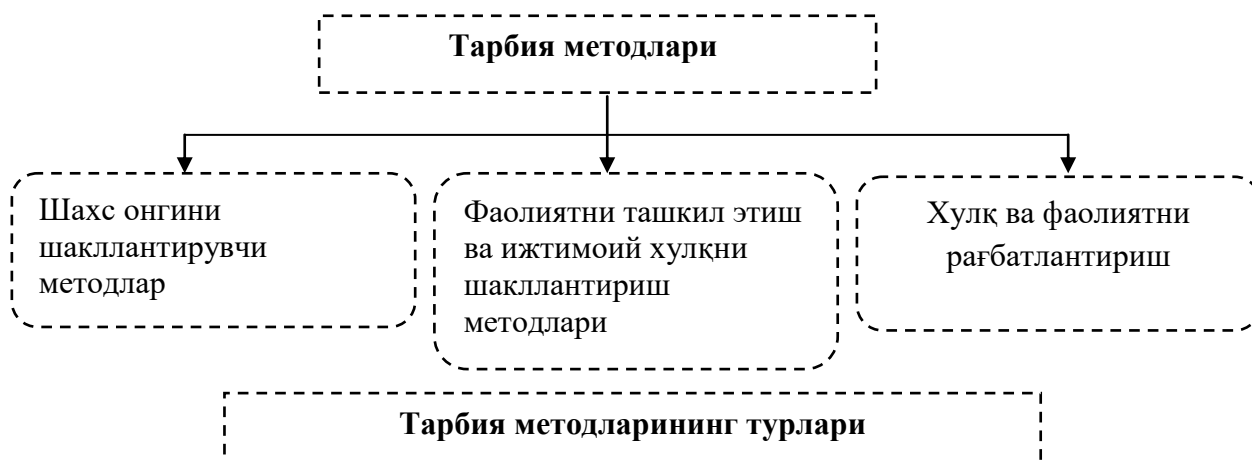 Тарбия методлари
Шахс онгини
шакллантирувчи
методлар
Фаолиятни ташкил этиш
ва ижтимоий хулқни
шакллантириш
методлари
Хулқ ва фаолиятни
рағбатлантириш
Тарбия методларининг турлари